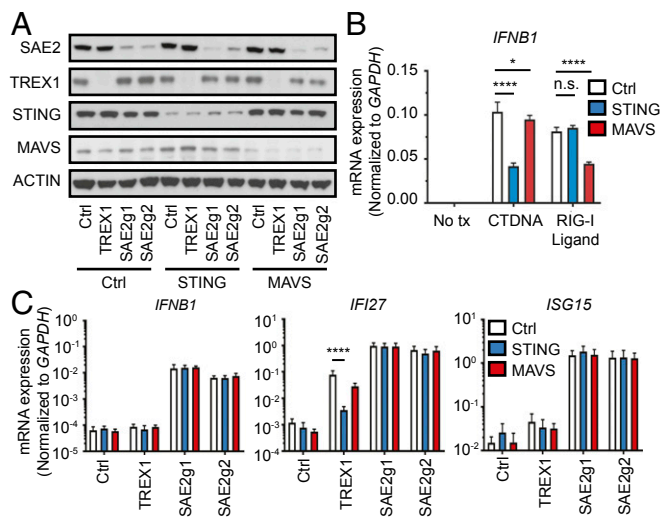 A
SAE2
TREX1
STING
MAVS
ACTIN
Ctrl
TREX1
SAE2g1
SAE2g2
Ctrl
TREX1
SAE2g1
SAE2g2
Ctrl
TREX1
SAE2g1
SAE2g2
Ctrl
STING
MAVS
B
IFNB1
mRNA expression
(Normalized to GAPDH)
0.15
0.10
0.05
0.00
*
****
****
n.s.
Ctrl
STING
MAVS
No tx
CTDNA
RIG-I
Ligand
C
IFNB1
mRNA expression
(Normalized to GAPDH)
10^0
10^-1
10^-2
10^-3
10^-4
10^-5
Ctrl
TREX1
SAE2g1
SAE2g2
IFI27
10^1
10^0
10^-1
10^-2
10^-3
10^-4
****
Ctrl
TREX1
SAE2g1
SAE2g2
ISG15
10^1
10^0
10^-1
10^-2
Ctrl
STING
MAVS
Ctrl
TREX1
SAE2g1
SAE2g2